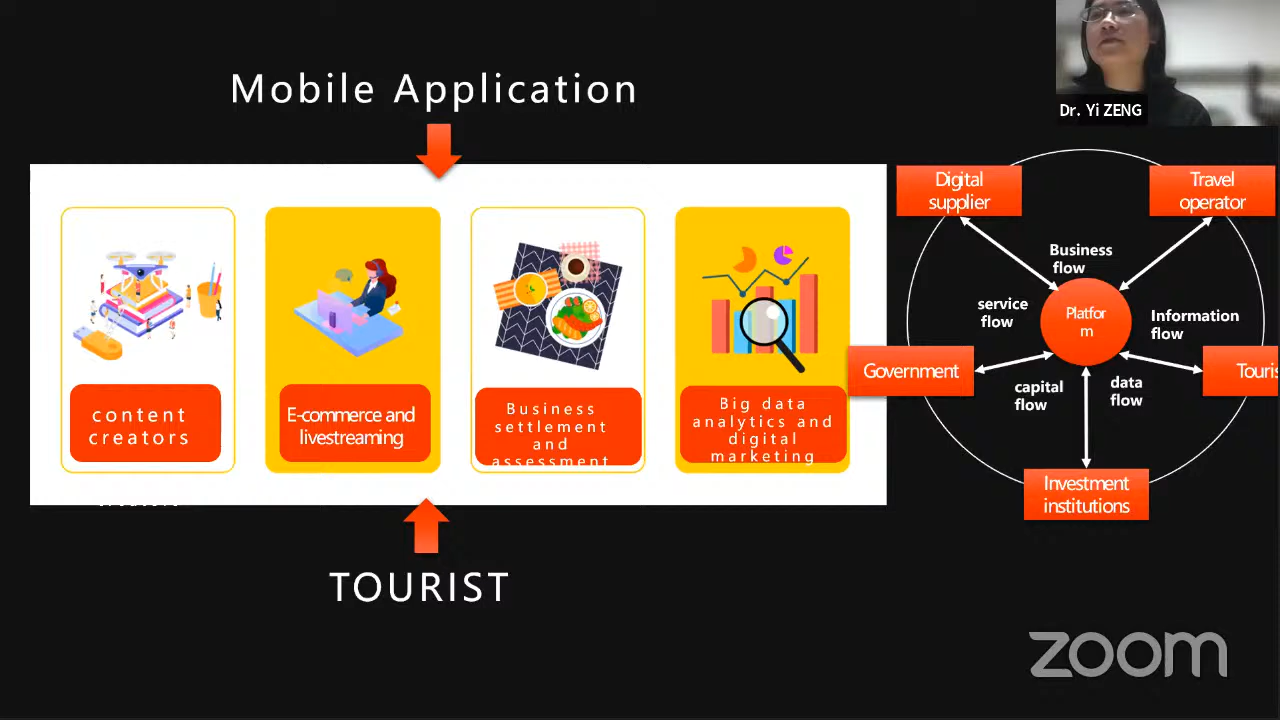 Mobile Application
Dr. Yi ZENG
content
creators
E-commerce and
livestreaming
Business
settlement
and
assessment
Big data
analytics and
digital
marketing
TOURIST
Digital
supplier
Travel
operator
Business
flow
service
flow
Platfor
m
Information
flow
Government
Touris
capital
flow
data
flow
Investment
institutions
zoom